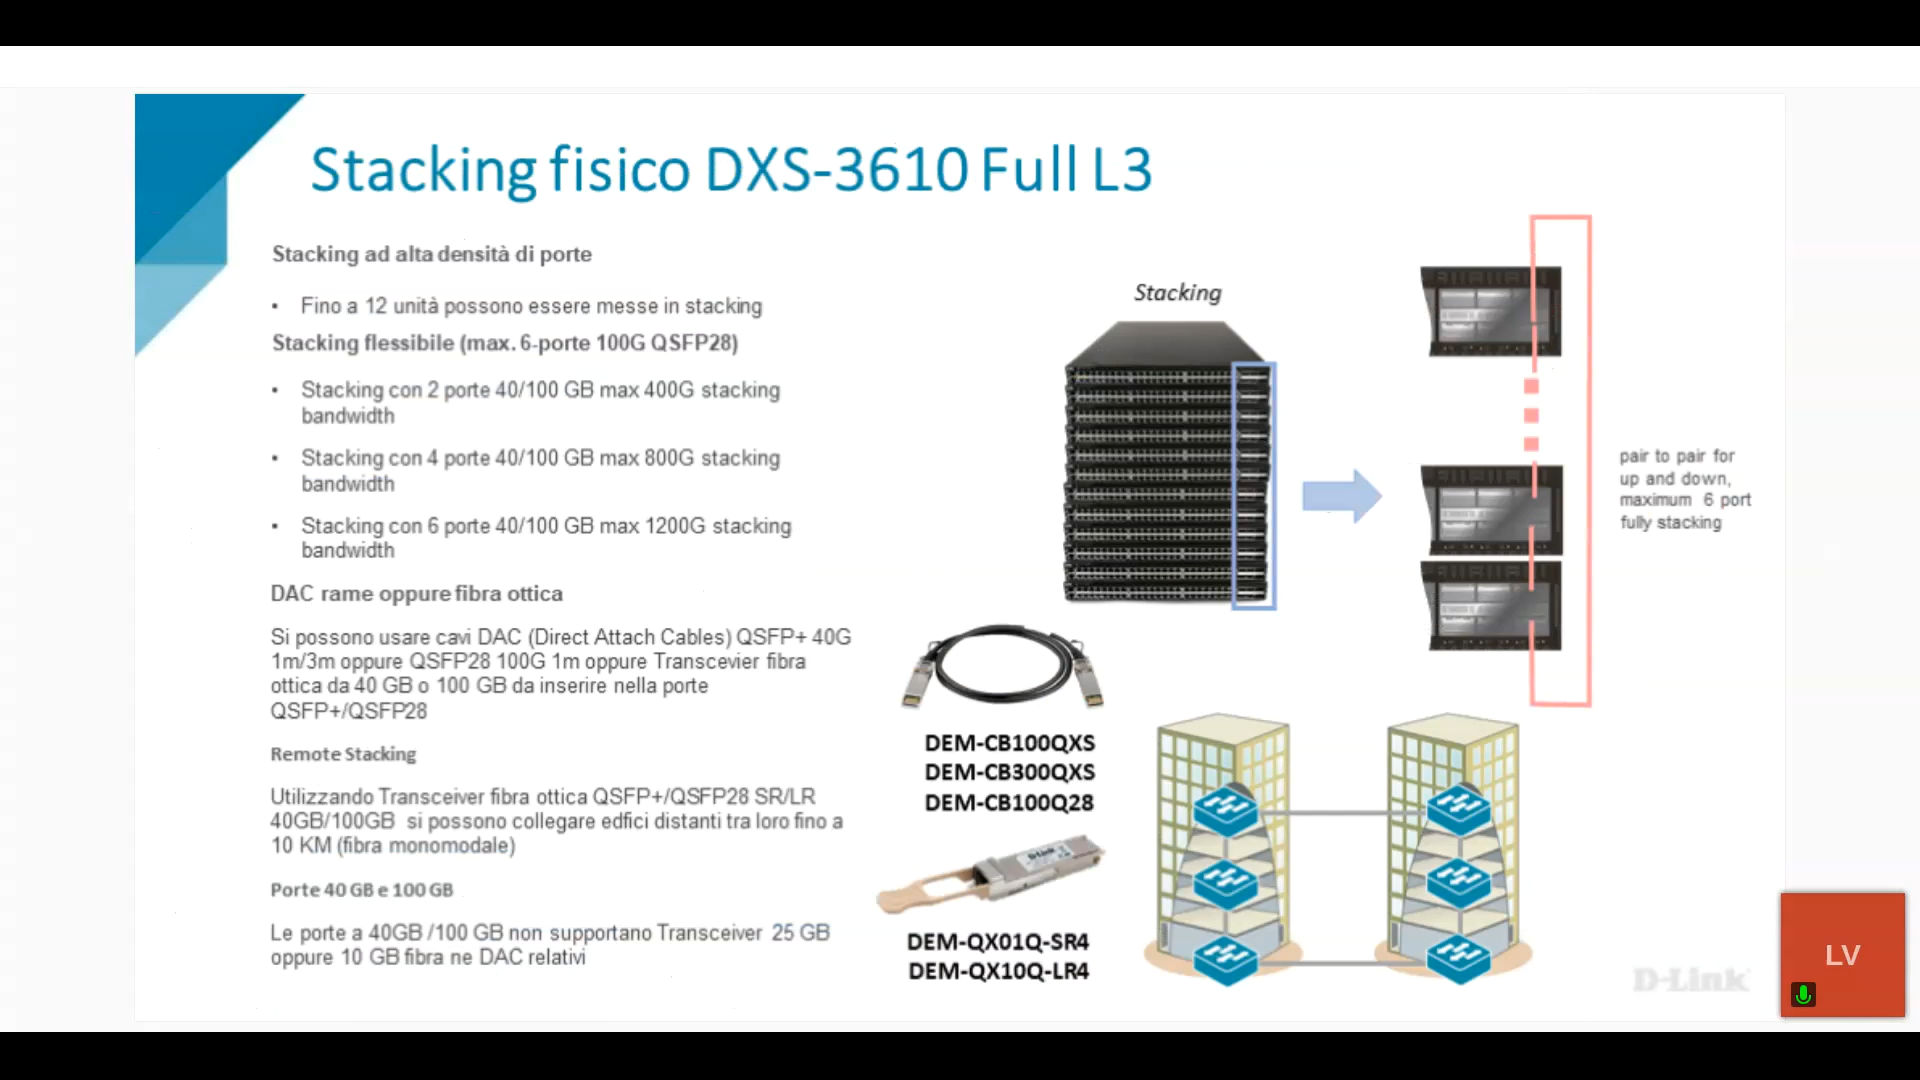 Stacking fisico DXS-3610 Full L3
Stacking ad alta densità di porte
• Fino a 12 unità possono essere messe in stacking
Stacking flessibile (max. 6-porte 100G QSFP28)
• Stacking con 2 porte 40/100 GB max 400G stacking
bandwidth
• Stacking con 4 porte 40/100 GB max 800G stacking
bandwidth
• Stacking con 6 porte 40/100 GB max 1200G stacking
bandwidth
DAC rame oppure fibra ottica
Si possono usare cavi DAC (Direct Attach Cables) QSFP+ 40G
1m/3m oppure QSFP28 100G 1m oppure Transcevier fibra
ottica da 40 GB o 100 GB da inserire nella porte
QSFP+/QSFP28
Remote Stacking
Utilizzando Transceiver fibra ottica QSFP+/QSFP28 SR/LR
40GB/100GB si possono collegare edfici distanti tra loro fino a
10 KM (fibra monomodale)
Porte 40 GB e 100 GB
Le porte a 40GB /100 GB non supportano Transceiver 25 GB
oppure 10 GB fibra ne DAC relativi
Stacking
pair to pair for
up and down,
maximum 6 port
fully stacking
DEM-CB100QXS
DEM-CB300QXS
DEM-CB100Q28
D-Link
DEM-QX01Q-SR4
DEM-QX10Q-LR4
D-Link
LV